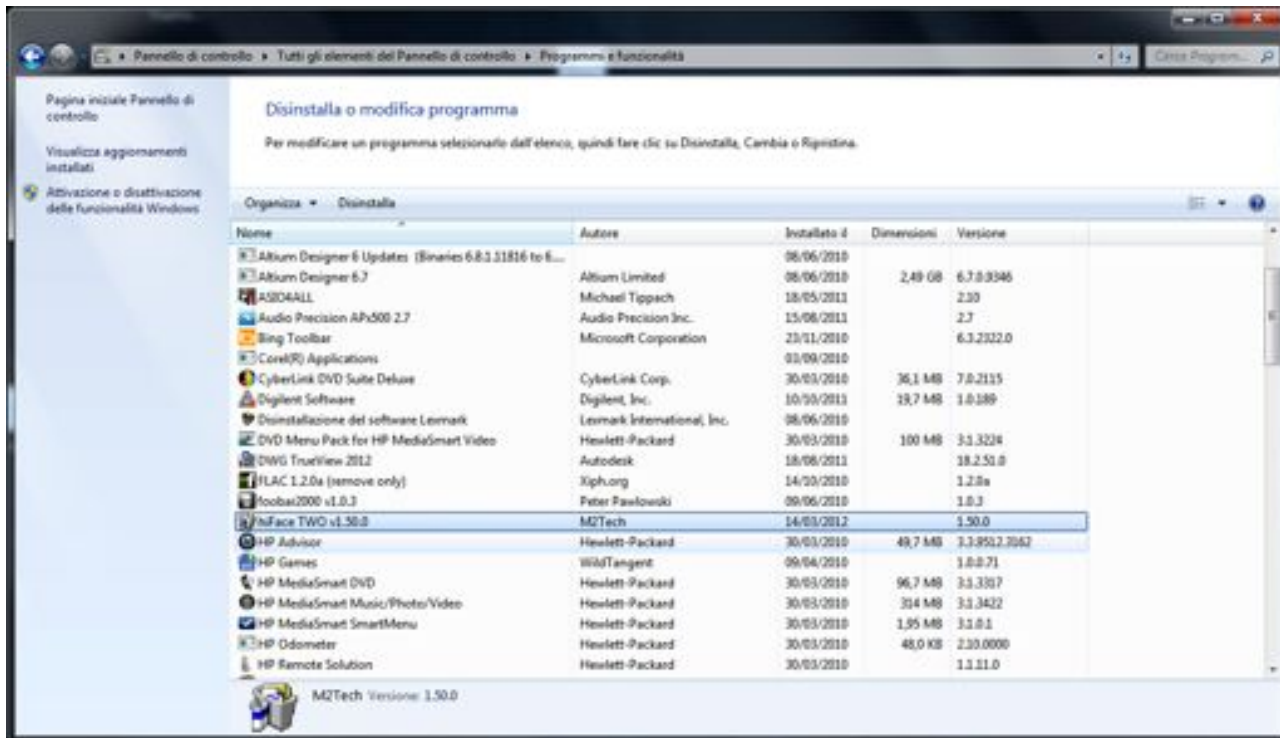 Pannello di controllo ▸ Tutti gli elementi del Pannello di controllo ▸ Programmi e funzionalità
Cerca Program...
Pagina iniziale Pannello di
controllo
Visualizza aggiornamenti
installati
Attivazione o disattivazione
delle funzionalità Windows
Disinstalla o modifica programma
Per modificare un programma selezionarlo dall'elenco, quindi fare clic su Disinstalla, Cambia o Ripristina.
Organizza Disinstalla
Nome Autore Installato il Dimensioni Versione
Altium Designer 6 Updates (Binaries 6.8.1.11816 to 6.... 08/06/2010
Altium Designer 6.7 Altium Limited 08/06/2010 2,49 GB 6.7.0.9346
ASIO4ALL Michael Tippach 18/05/2011 2.10
Audio Precision APx500 2.7 Audio Precision Inc. 15/08/2011 2.7
Bing Toolbar Microsoft Corporation 23/11/2010 6.3.2322.0
Corel(R) Applications 03/09/2010
CyberLink DVD Suite Deluxe CyberLink Corp. 30/03/2010 36,1 MB 7.0.2115
Digilent Software Digilent, Inc. 10/10/2011 19,7 MB 1.0.189
Disinstallazione del software Lexmark Lexmark International, Inc. 08/06/2010
DVD Menu Pack for HP MediaSmart Video Hewlett-Packard 30/03/2010 100 MB 3.1.3224
DWG TrueView 2012 Autodesk 18/08/2011 18.2.51.0
FLAC 1.2.0a (remove only) Xiph.org 14/10/2010 1.2.0a
foobar2000 v1.0.3 Peter Pawlowski 09/06/2010 1.0.3
hiFace TWO v1.50.0 M2Tech 14/03/2012 1.50.0
HP Advisor Hewlett-Packard 30/03/2010 49,7 MB 3.3.9512.3162
HP Games WildTangent 09/04/2010 1.0.0.71
HP MediaSmart DVD Hewlett-Packard 30/03/2010 96,7 MB 3.1.3317
HP MediaSmart Music/Photo/Video Hewlett-Packard 30/03/2010 314 MB 3.1.3422
HP MediaSmart SmartMenu Hewlett-Packard 30/03/2010 1,95 MB 3.1.0.1
HP Odometer Hewlett-Packard 30/03/2010 48,0 KB 2.10.0000
HP Remote Solution Hewlett-Packard 30/03/2010 1.1.11.0
M2Tech Versione: 1.50.0